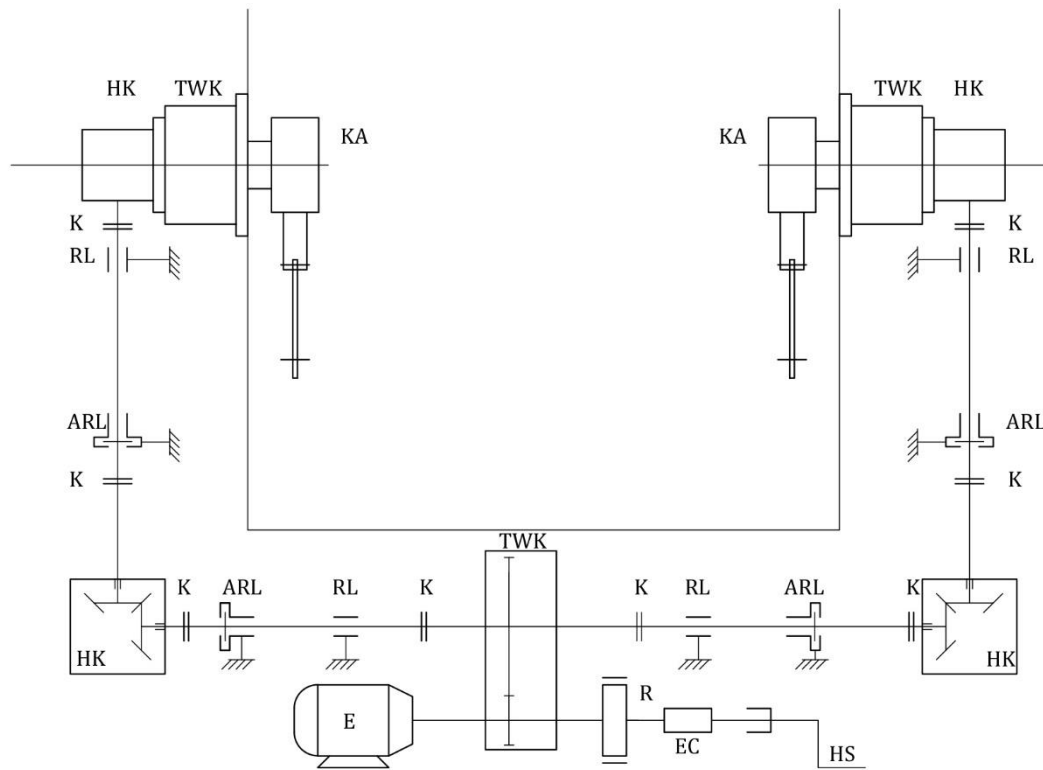 HK TWK TWK HK
KA KA
K K
RL RL
ARL ARL
K K
TWK
K ARL RL K K RL ARL K
HK HK
E R
EC HS